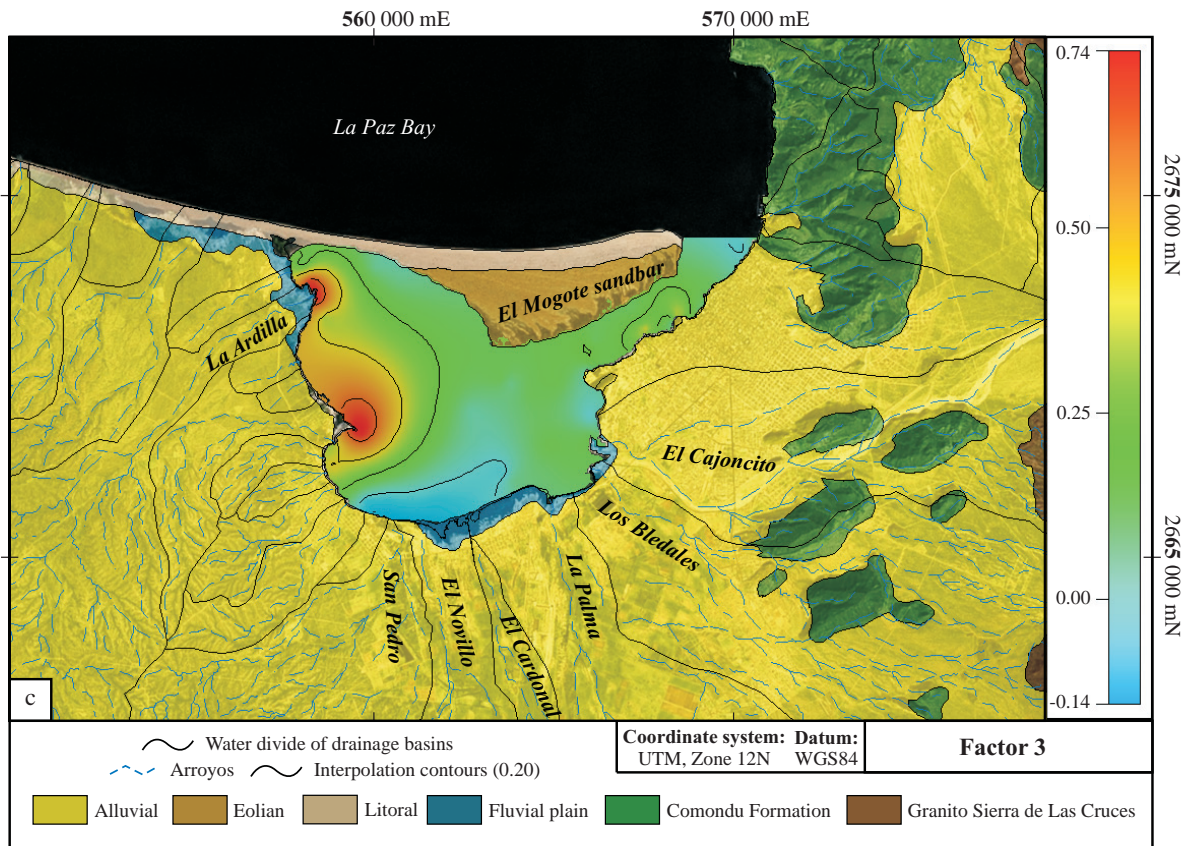 560 000 mE 570 000 mE
La Paz Bay
El Mogote sandbar
La Ardilla
El Cajoncito
Los Bledales
La Palma
San Pedro
El Novillo
El Cardonal
c
0.74
0.50
0.25
0.00
-0.14
2675 000 mN
2665 000 mN
Water divide of drainage basins
Arroyos Interpolation contours (0.20)
Coordinate system: Datum:
UTM, Zone 12N WGS84
Factor 3
Alluvial Eolian Litoral Fluvial plain Comondu Formation Granito Sierra de Las Cruces